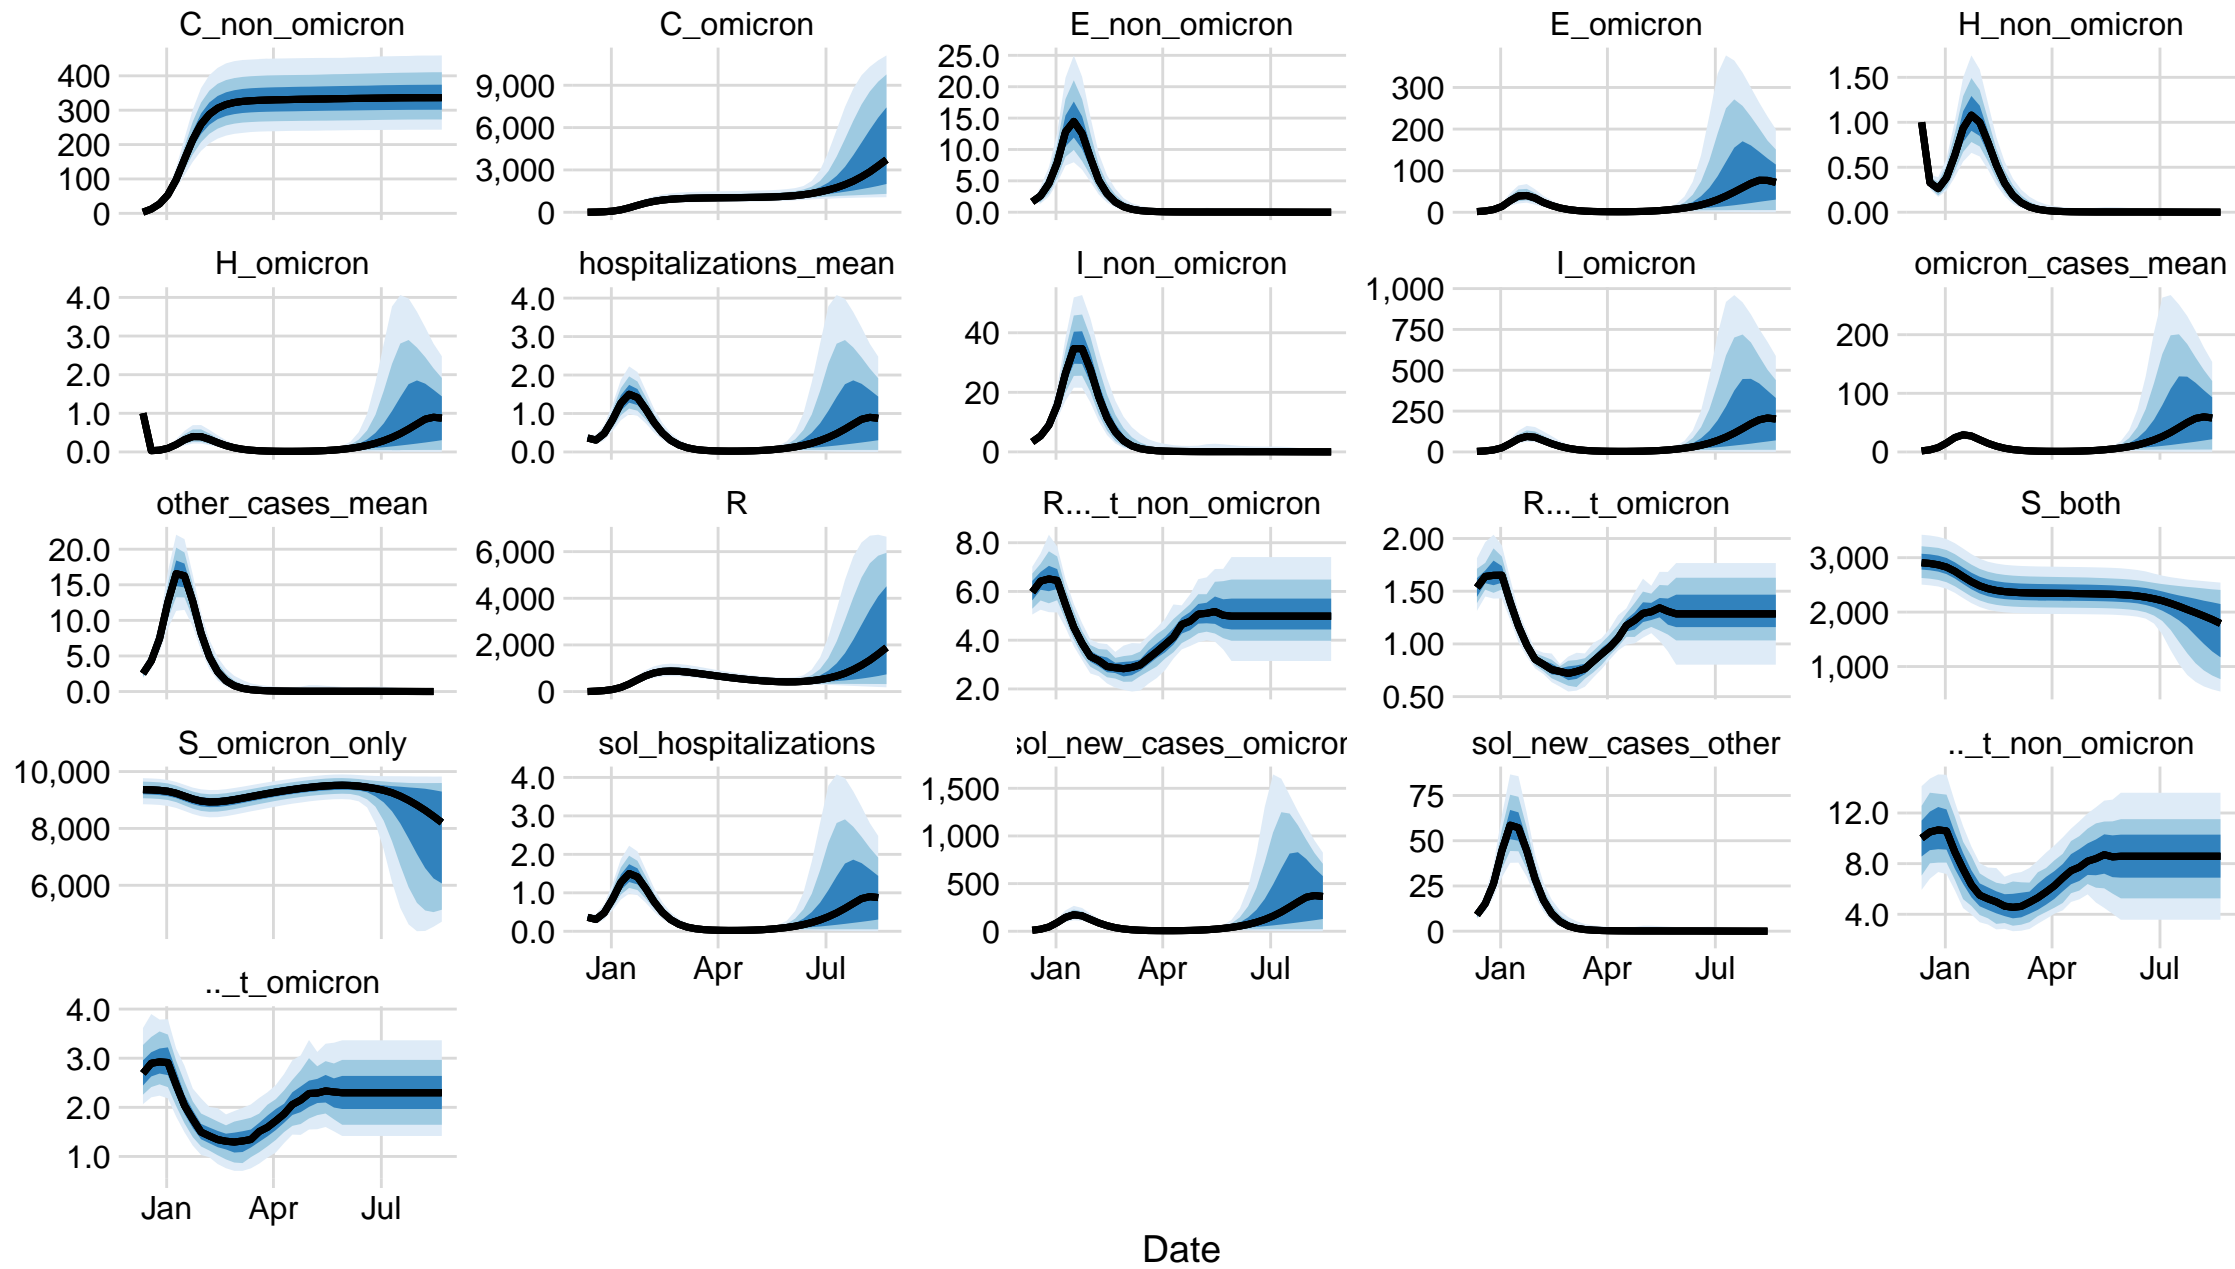 C_non_omicron C_omicron E_non_omicron E_omicron H_non_omicron
400 300 200 100 0
9,000 6,000 3,000 0
25.0 20.0 15.0 10.0 5.0 0.0
300 200 100 0
1.50 1.00 0.50 0.00
H_omicron hospitalizations_mean I_non_omicron I_omicron omicron_cases_mean
4.0 3.0 2.0 1.0 0.0
4.0 3.0 2.0 1.0 0.0
40 20 0
1,000 750 500 250 0
200 100 0
other_cases_mean R R..._t_non_omicron R..._t_omicron S_both
20.0 15.0 10.0 5.0 0.0
6,000 4,000 2,000 0
8.0 6.0 4.0 2.0
2.00 1.50 1.00 0.50
3,000 2,000 1,000
S_omicron_only sol_hospitalizations sol_new_cases_omicron sol_new_cases_other .._t_non_omicron
10,000 8,000 6,000
4.0 3.0 2.0 1.0 0.0
1,500 1,000 500 0
75 50 25 0
12.0 8.0 4.0
Jan Apr Jul
Jan Apr Jul
Jan Apr Jul
Jan Apr Jul
.._t_omicron
4.0 3.0 2.0 1.0
Jan Apr Jul
Date